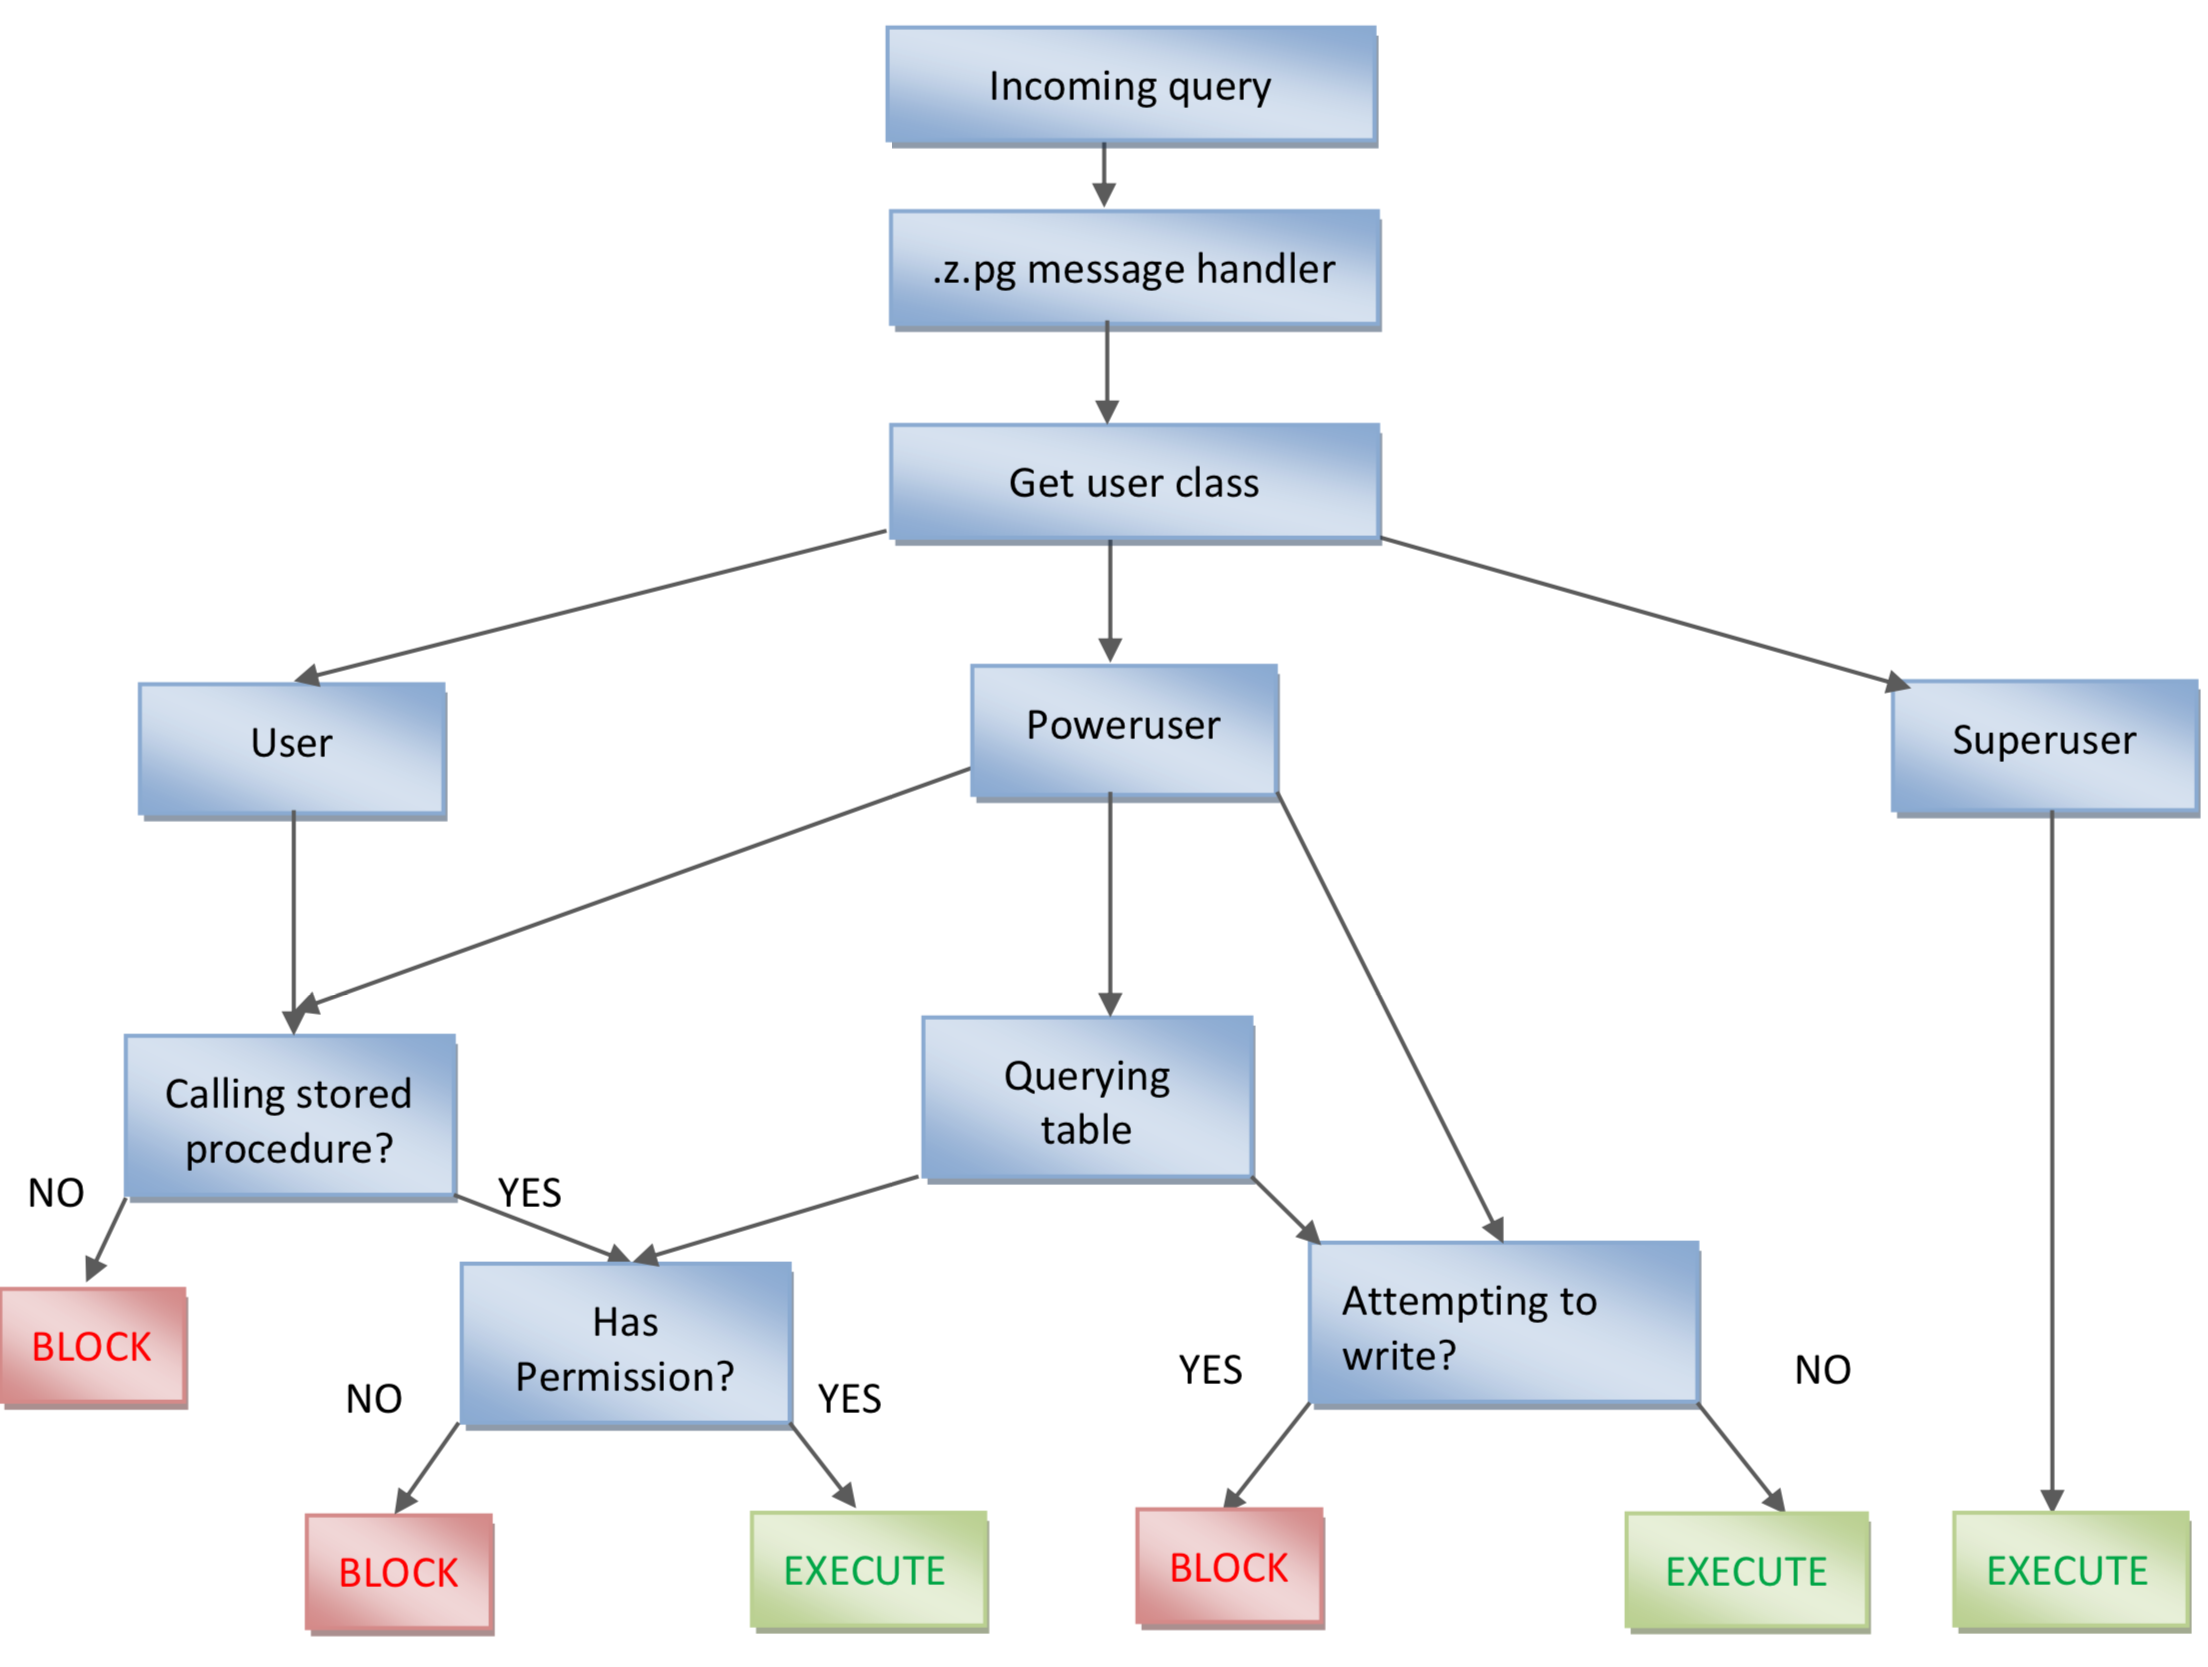 Incoming query
.z.pg message handler
Get user class
User
Poweruser
Superuser
Calling stored
procedure?
Querying
table
NO
YES
BLOCK
Has
Permission?
Attempting to
write?
NO
YES
YES
NO
BLOCK
EXECUTE
BLOCK
EXECUTE
EXECUTE